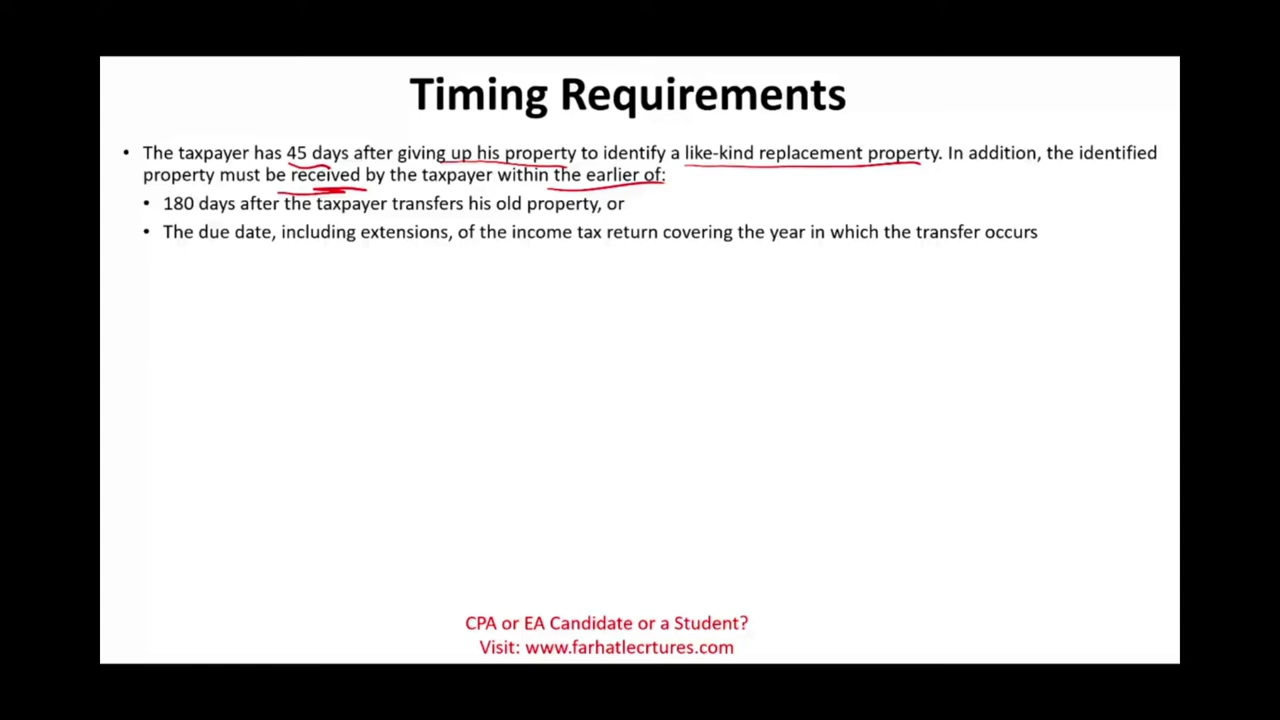 Timing Requirements
• The taxpayer has 45 days after giving up his property to identify a like-kind replacement property. In addition, the identified
property must be received by the taxpayer within the earlier of:
• 180 days after the taxpayer transfers his old property, or
• The due date, including extensions, of the income tax return covering the year in which the transfer occurs
CPA or EA Candidate or a Student?
Visit: www.farhatlecrtures.com